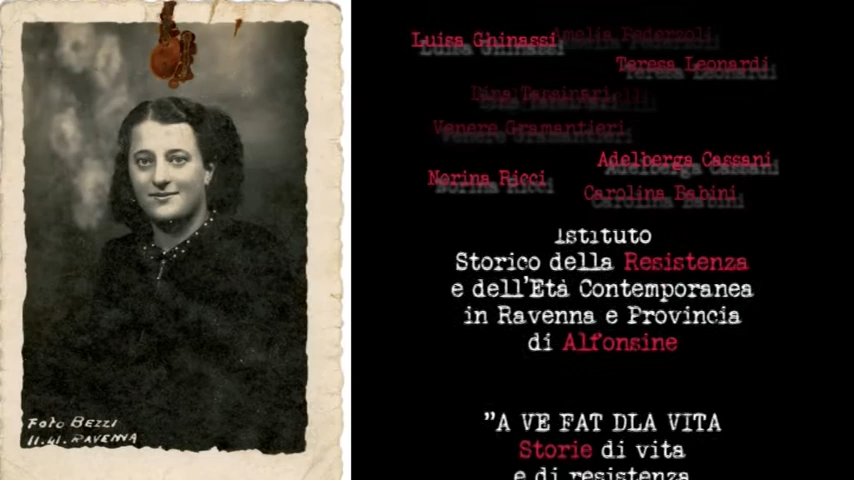 Foto BEZZI
11.41. RAVENNA
Luisa Ghinassi
Amelia Federzoli
Teresa Leonardi
Dina Tassinari
Venere Gramantieri
Adelberga Cassani
Norina Ricci
Carolina Babini
Istituto
Storico della Resistenza
e dell'Età Contemporanea
in Ravenna e Provincia
di Alfonsine
"A VE FAT DLA VITA
Storie di vita
e di resistenza